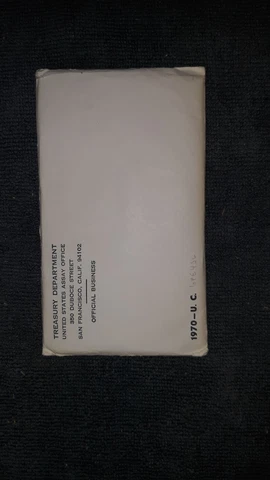 TREASURY DEPARTMENT
UNITED STATES ASSAY OFFICE
350 DUBOCE STREET
SAN FRANCISCO, CALIF. 94102
OFFICIAL BUSINESS
1970-U. C.